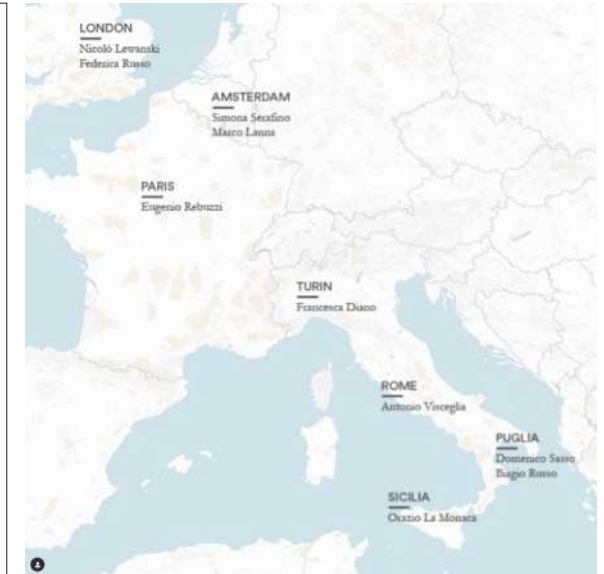 LONDON
Nicolò Lewanski
Federica Russo
AMSTERDAM
Simona Serafino
Marco Lanna
PARIS
Eugenio Rebuzzi
TURIN
Francesca Diano
ROME
Antonio Visceglia
PUGLIA
Domenico Sasso
Biagio Russo
SICILIA
Orazio La Monaca